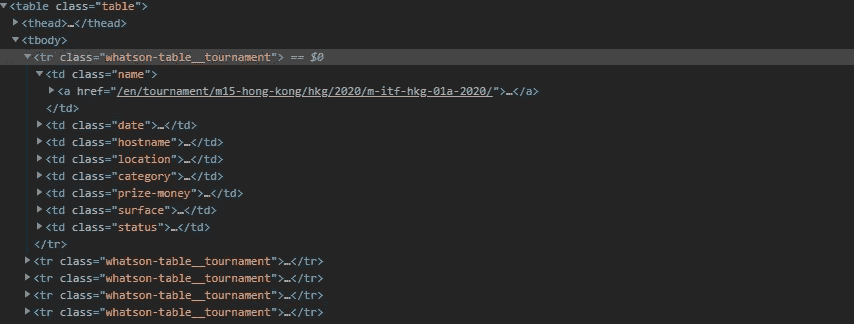 ▼<table class="table">
▶<thead>…</thead>
▼<tbody>
▼<tr class="whatson-table__tournament"> == $0
▼<td class="name">
▶<a href="/en/tournament/m15-hong-kong/hkg/2020/m-itf-hkg-01a-2020/">…</a>
</td>
▶<td class="date">…</td>
▶<td class="hostname">…</td>
▶<td class="location">…</td>
▶<td class="category">…</td>
▶<td class="prize-money">…</td>
▶<td class="surface">…</td>
▶<td class="status">…</td>
</tr>
▶<tr class="whatson-table__tournament">…</tr>
▶<tr class="whatson-table__tournament">…</tr>
▶<tr class="whatson-table__tournament">…</tr>
▶<tr class="whatson-table__tournament">…</tr>